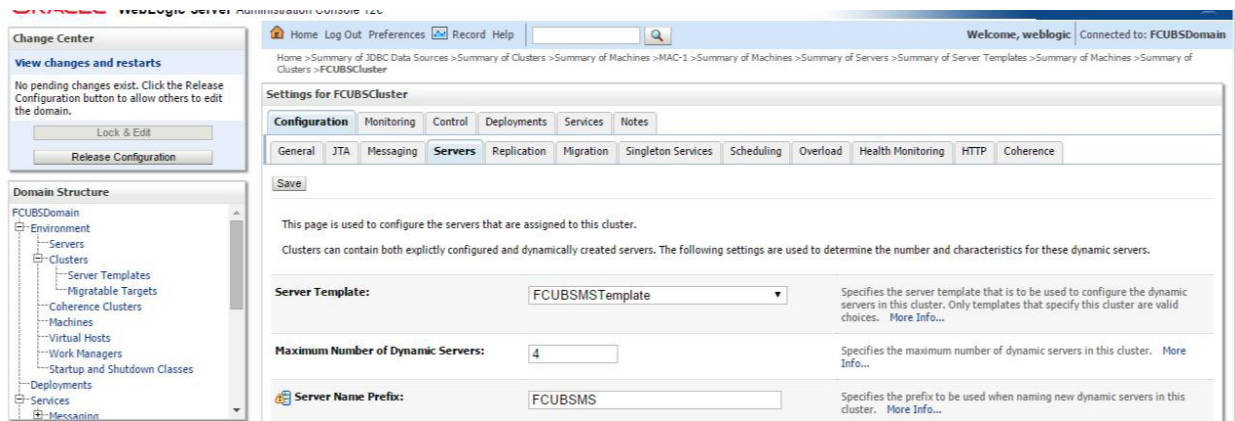 ORACLE WebLogic Server Administration Console 12c
Change Center
View changes and restarts
No pending changes exist. Click the Release
Configuration button to allow others to edit
the domain.
Lock & Edit
Release Configuration
Domain Structure
FCUBSDomain
Environment
Servers
Clusters
Server Templates
Migratable Targets
Coherence Clusters
Machines
Virtual Hosts
Work Managers
Startup and Shutdown Classes
Deployments
Services
Messaging
Home Log Out Preferences Record Help
Welcome, weblogic Connected to: FCUBSDomain
Home >Summary of JDBC Data Sources >Summary of Clusters >Summary of Machines >MAC-1 >Summary of Machines >Summary of Servers >Summary of Server Templates >Summary of Machines >Summary of
Clusters >FCUBSCluster
Settings for FCUBSCluster
Configuration Monitoring Control Deployments Services Notes
General JTA Messaging Servers Replication Migration Singleton Services Scheduling Overload Health Monitoring HTTP Coherence
Save
This page is used to configure the servers that are assigned to this cluster.
Clusters can contain both explictly configured and dynamically created servers. The following settings are used to determine the number and characteristics for these dynamic servers.
Server Template: FCUBSMSTemplate
Specifies the server template that is to be used to configure the dynamic
servers in this cluster. Only templates that specify this cluster are valid
choices. More Info...
Maximum Number of Dynamic Servers: 4
Specifies the maximum number of dynamic servers in this cluster. More
Info...
Server Name Prefix: FCUBSMS
Specifies the prefix to be used when naming new dynamic servers in this
cluster. More Info...